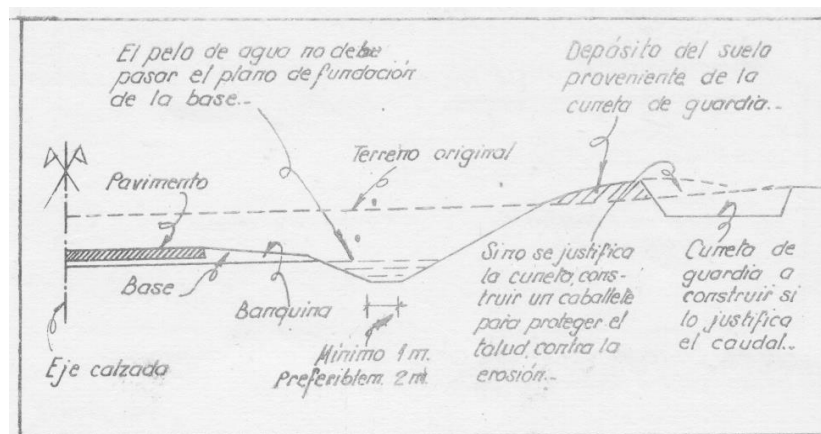 El pelo de agua no debe
pasar el plano de fundación
de la base..
Depósito del suelo
proveniente de la
cuneta de guardia..
Terreno original
Pavimento
Base
Banquina
Eje calzada
Mínimo 1 m.
Preferiblem. 2 m.
Si no se justifica
la cuneta, cons-
truir un caballete
para proteger el
talud contra la
erosión..
Cuneta de
guardia a
construir si
lo justifica
el caudal..